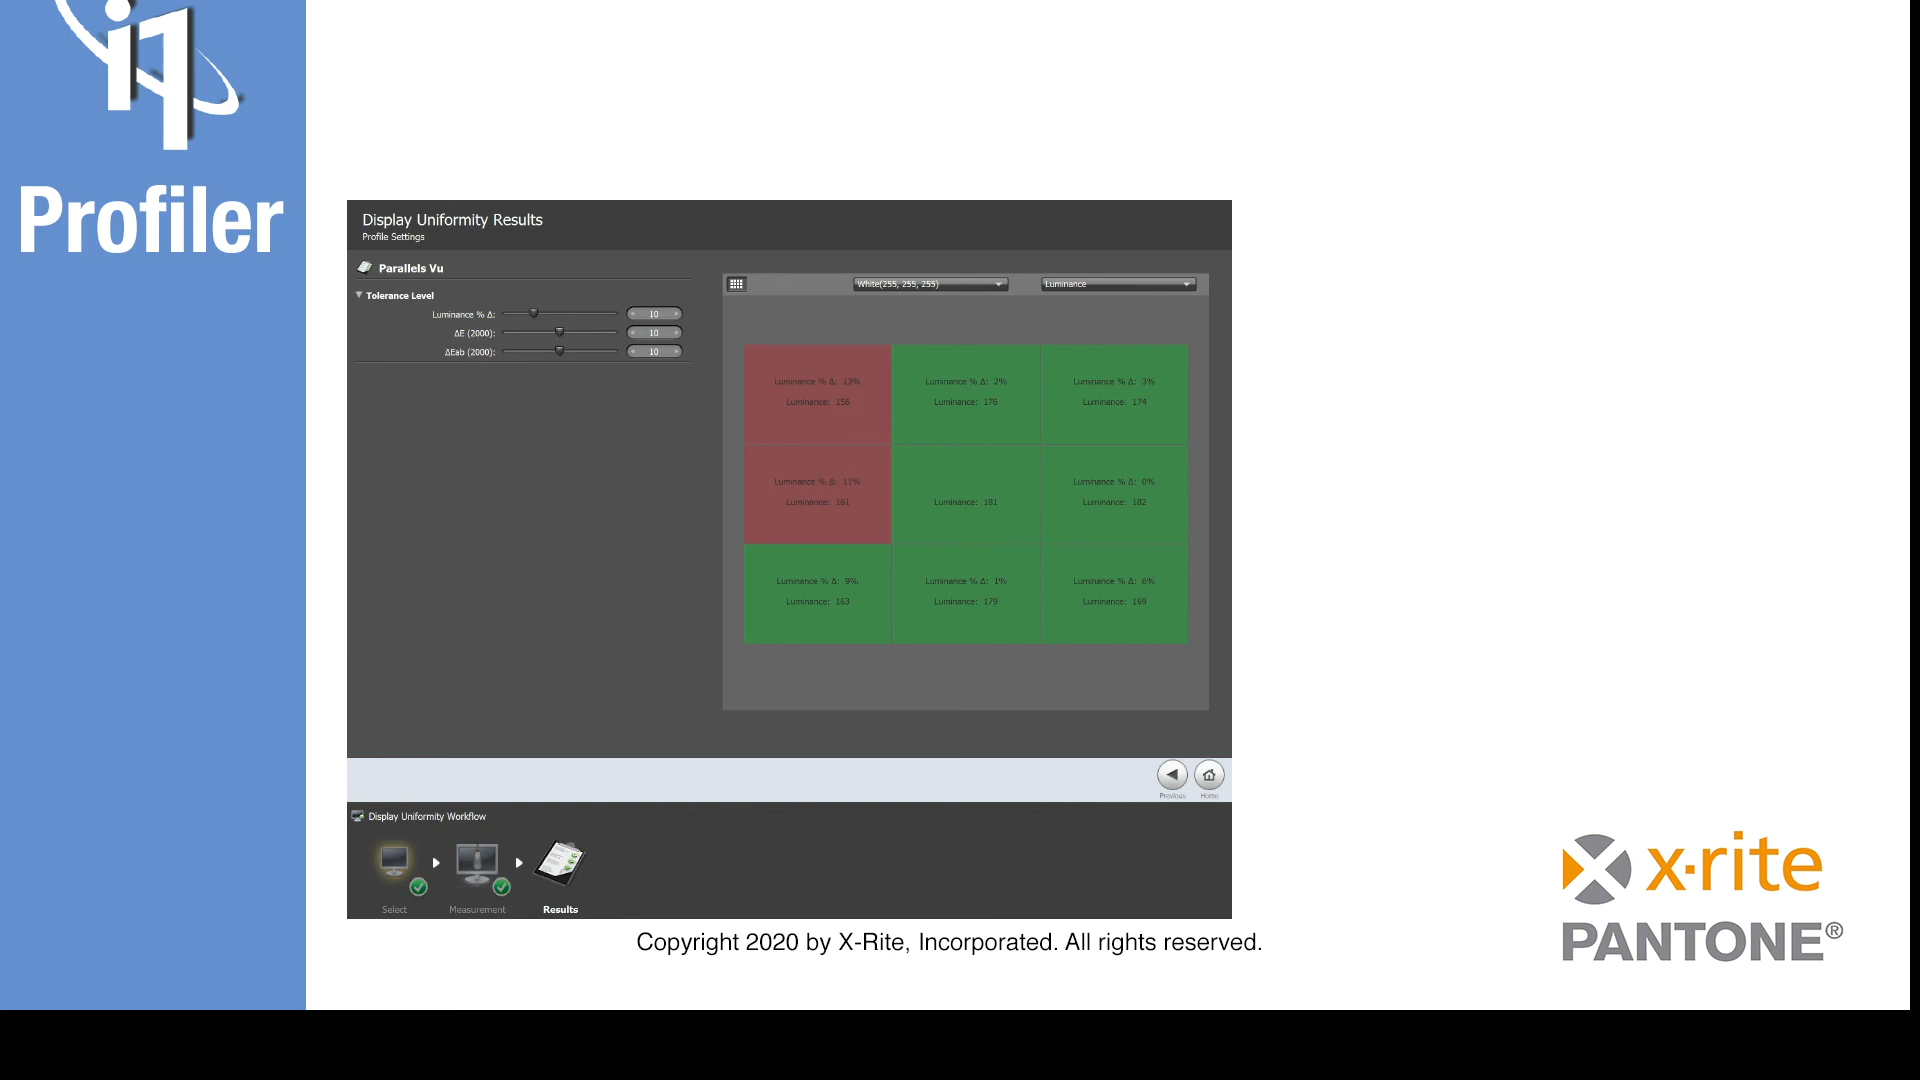 i1
Profiler
Display Uniformity Results
Profile Settings
Parallels Vu
Tolerance Level
Luminance % Δ: 10
ΔE (2000): 10
ΔEab (2000): 10
White(255, 255, 255) Luminance
Luminance % Δ: 13% Luminance % Δ: 2% Luminance % Δ: 3%
Luminance: 156 Luminance: 176 Luminance: 174
Luminance % Δ: 11% Luminance % Δ: 0%
Luminance: 161 Luminance: 181 Luminance: 182
Luminance % Δ: 9% Luminance % Δ: 1% Luminance % Δ: 6%
Luminance: 163 Luminance: 179 Luminance: 169
Previous Home
Display Uniformity Workflow
Select Measurement Results
Copyright 2020 by X-Rite, Incorporated. All rights reserved.
x·rite
PANTONE®